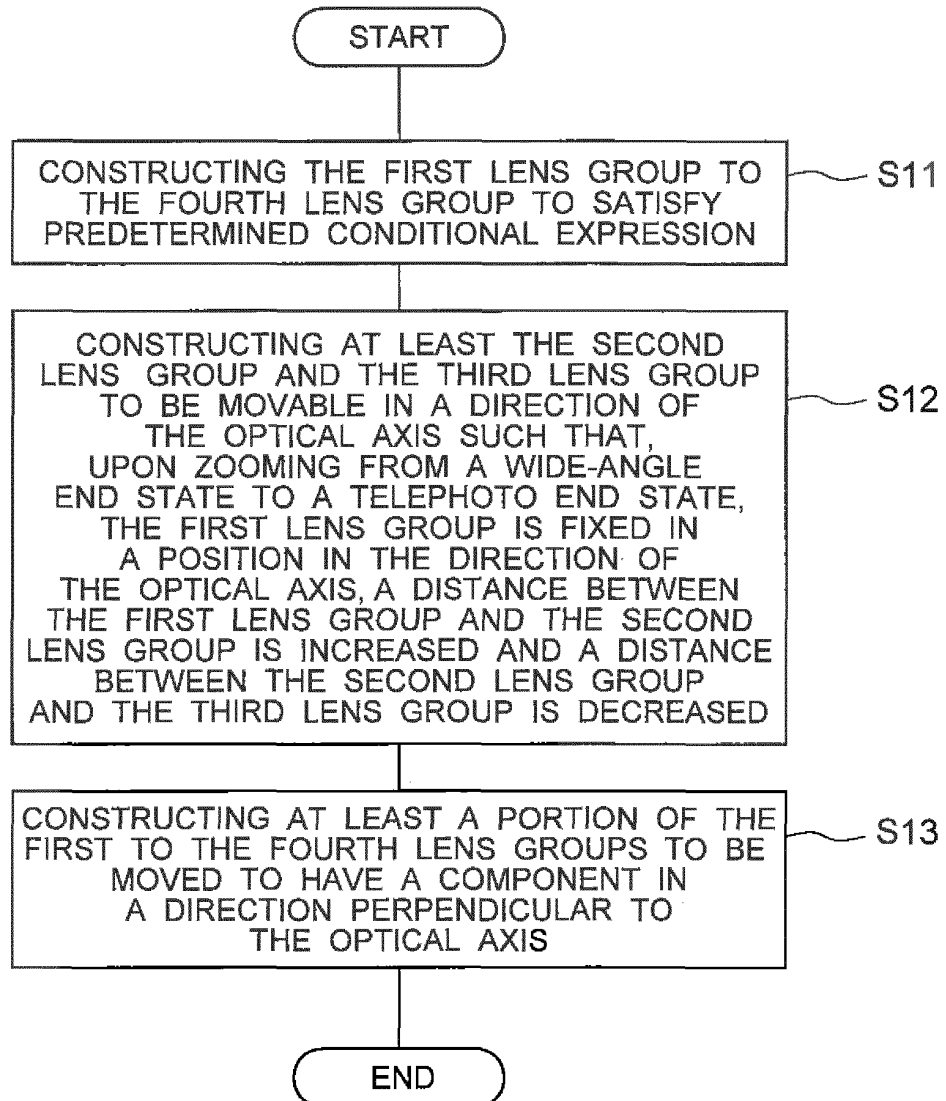 START
CONSTRUCTING THE FIRST LENS GROUP TO
THE FOURTH LENS GROUP TO SATISFY
PREDETERMINED CONDITIONAL EXPRESSION
S11
CONSTRUCTING AT LEAST THE SECOND
LENS GROUP AND THE THIRD LENS GROUP
TO BE MOVABLE IN A DIRECTION OF
THE OPTICAL AXIS SUCH THAT,
UPON ZOOMING FROM A WIDE-ANGLE
END STATE TO A TELEPHOTO END STATE,
THE FIRST LENS GROUP IS FIXED IN
A POSITION IN THE DIRECTION OF
THE OPTICAL AXIS, A DISTANCE BETWEEN
THE FIRST LENS GROUP AND THE SECOND
LENS GROUP IS INCREASED AND A DISTANCE
BETWEEN THE SECOND LENS GROUP
AND THE THIRD LENS GROUP IS DECREASED
S12
CONSTRUCTING AT LEAST A PORTION OF THE
FIRST TO THE FOURTH LENS GROUPS TO BE
MOVED TO HAVE A COMPONENT IN
A DIRECTION PERPENDICULAR TO
THE OPTICAL AXIS
S13
END